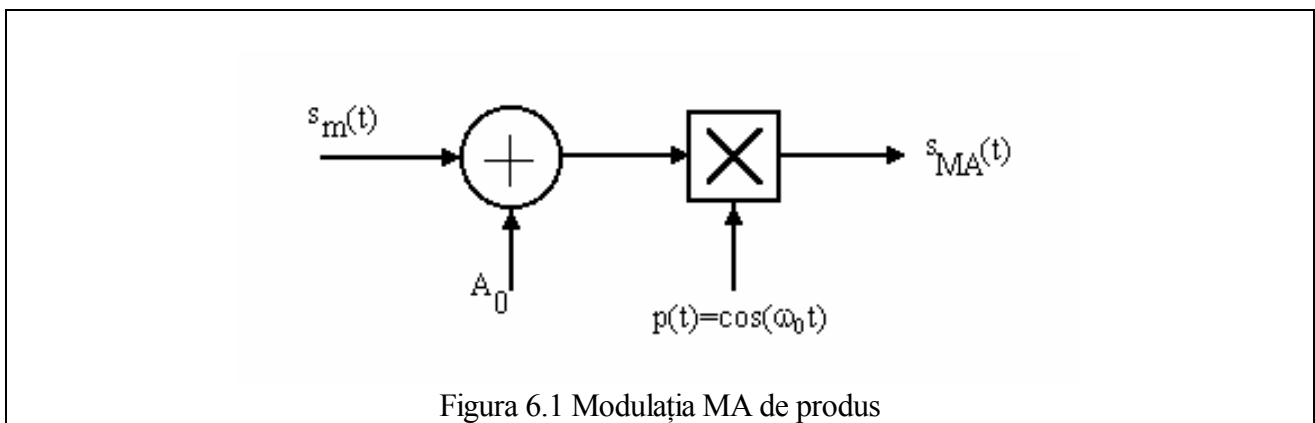 s_m(t)
s_MA(t)
A_0
p(t)=cos(ω_0t)
Figura 6.1 Modulația MA de produs